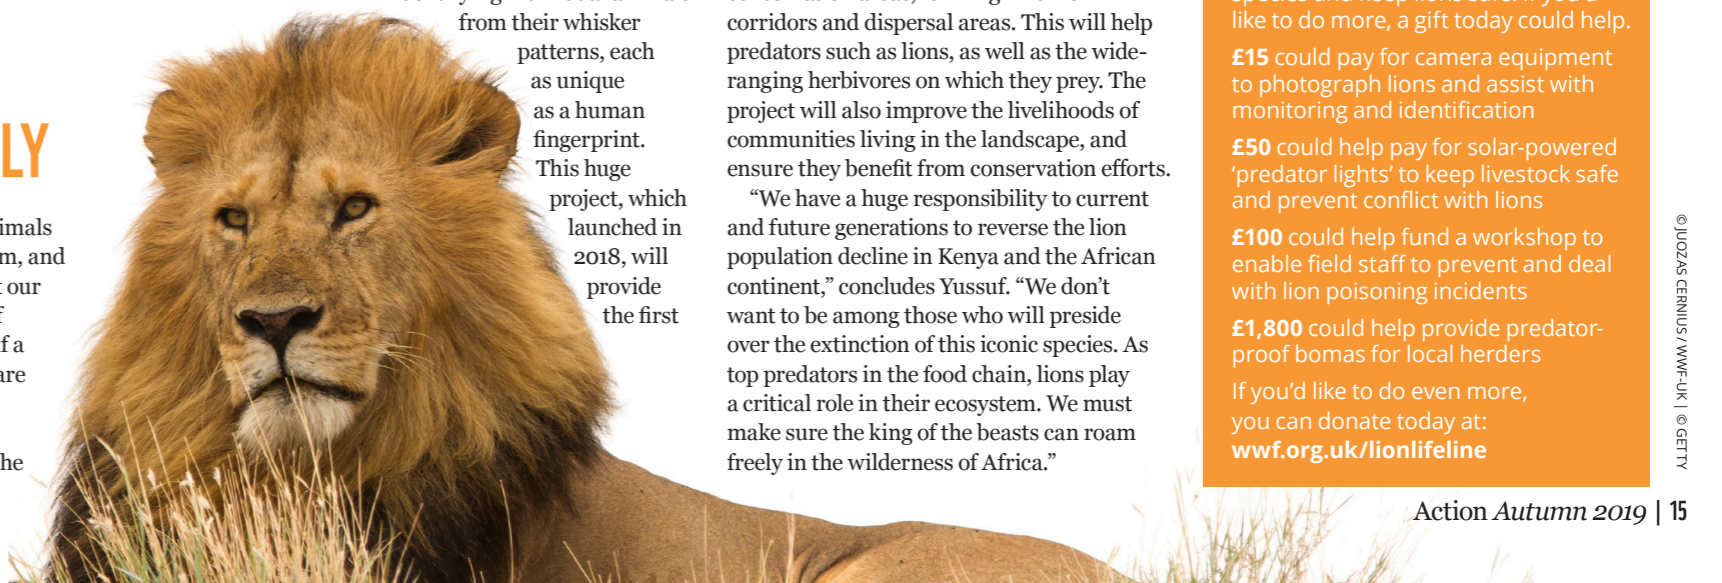 LY
imals
m, and
our
f
f a
are
he
from their whisker
patterns, each
as unique
as a human
fingerprint.
This huge
project, which
launched in
2018, will
provide
the first
corridors and dispersal areas. This will help
predators such as lions, as well as the wide-
ranging herbivores on which they prey. The
project will also improve the livelihoods of
communities living in the landscape, and
ensure they benefit from conservation efforts.
“We have a huge responsibility to current
and future generations to reverse the lion
population decline in Kenya and the African
continent,” concludes Yussuf. “We don’t
want to be among those who will preside
over the extinction of this iconic species. As
top predators in the food chain, lions play
a critical role in their ecosystem. We must
make sure the king of the beasts can roam
freely in the wilderness of Africa.”
like to do more, a gift today could help.
£15 could pay for camera equipment
to photograph lions and assist with
monitoring and identification
£50 could help pay for solar-powered
‘predator lights’ to keep livestock safe
and prevent conflict with lions
£100 could help fund a workshop to
enable field staff to prevent and deal
with lion poisoning incidents
£1,800 could help provide predator-
proof bomas for local herders
If you’d like to do even more,
you can donate today at:
wwf.org.uk/lionlifeline
© JUOZAS CERNIUS / WWF-UK | © GETTY
Action Autumn 2019 | 15